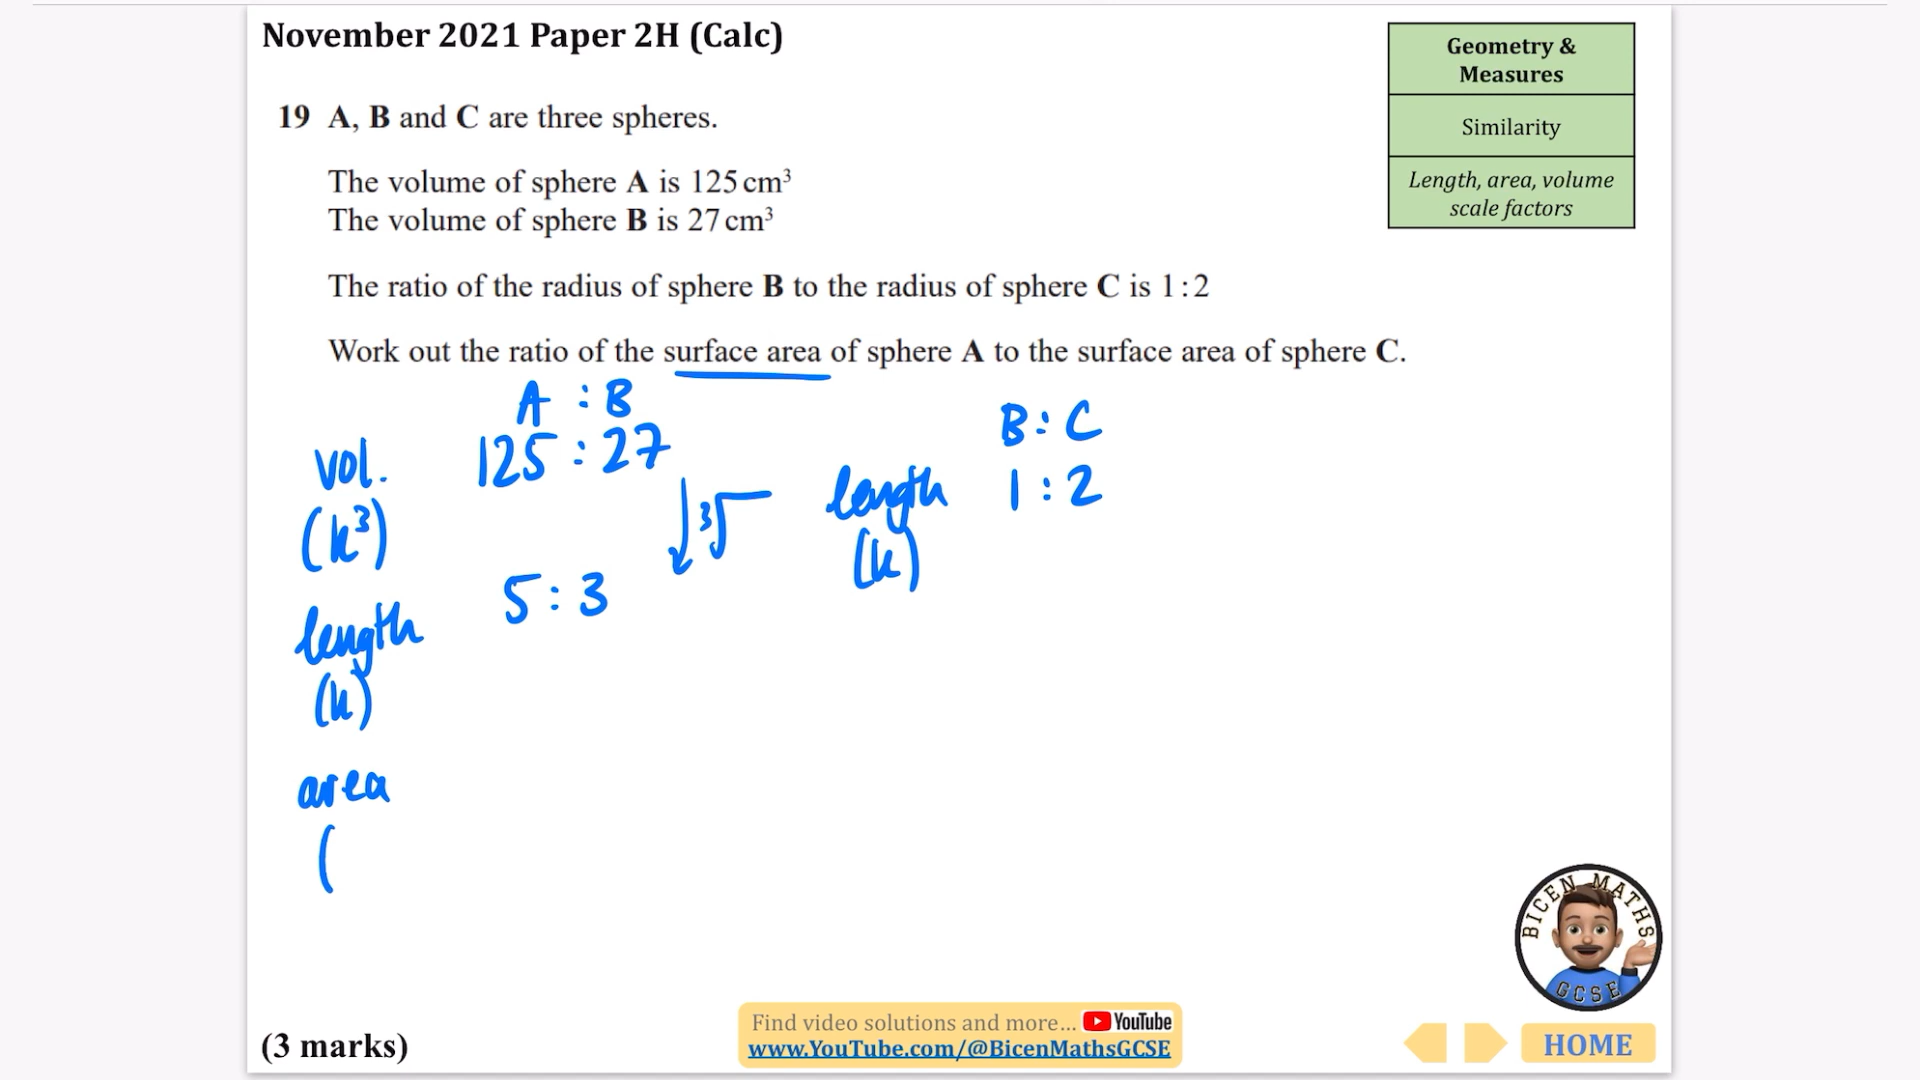 November 2021 Paper 2H (Calc)
Geometry &
Measures
Similarity
Length, area, volume
scale factors
19 A, B and C are three spheres.
The volume of sphere A is 125 cm³
The volume of sphere B is 27 cm³
The ratio of the radius of sphere B to the radius of sphere C is 1 : 2
Work out the ratio of the surface area of sphere A to the surface area of sphere C.
A : B
vol. 125 : 27
(k³)
³√
length 5 : 3
(k)
area
(
B : C
length 1 : 2
(k)
BICEN MATHS
GCSE
(3 marks)
Find video solutions and more... YouTube
www.YouTube.com/@BicenMathsGCSE
HOME